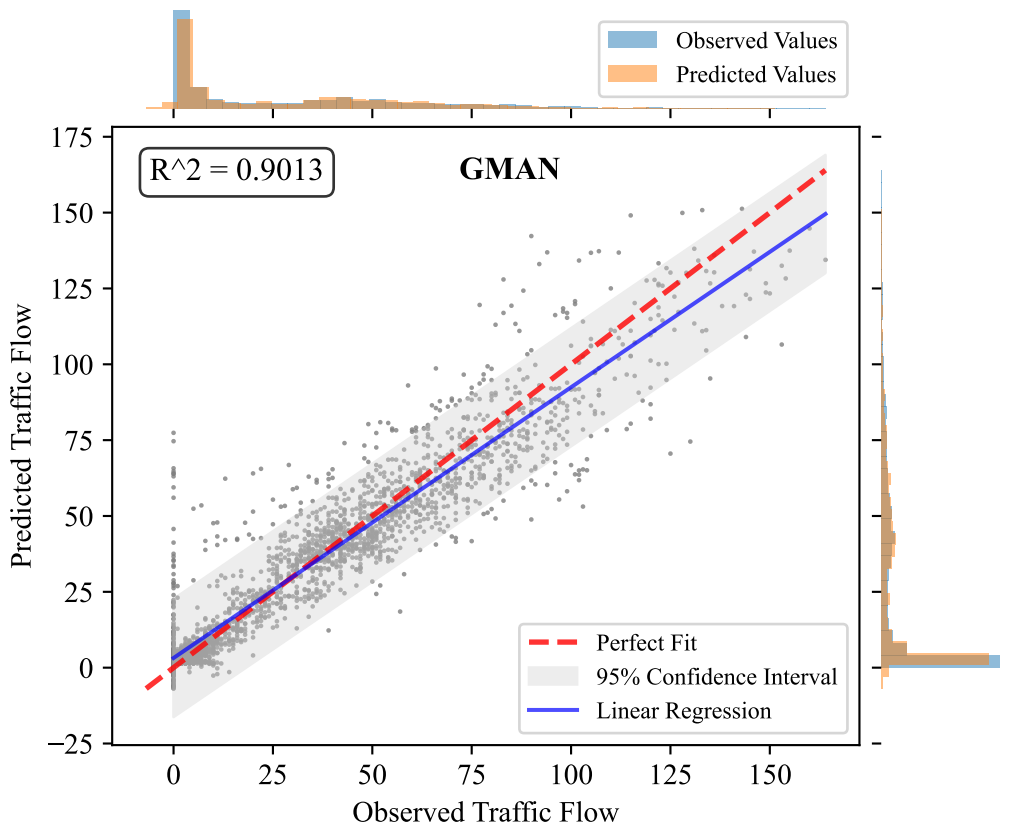 Observed Values
Predicted Values
R^2 = 0.9013
GMAN
175
150
125
100
75
50
25
0
−25
Predicted Traffic Flow
Perfect Fit
95% Confidence Interval
Linear Regression
0 25 50 75 100 125 150
Observed Traffic Flow